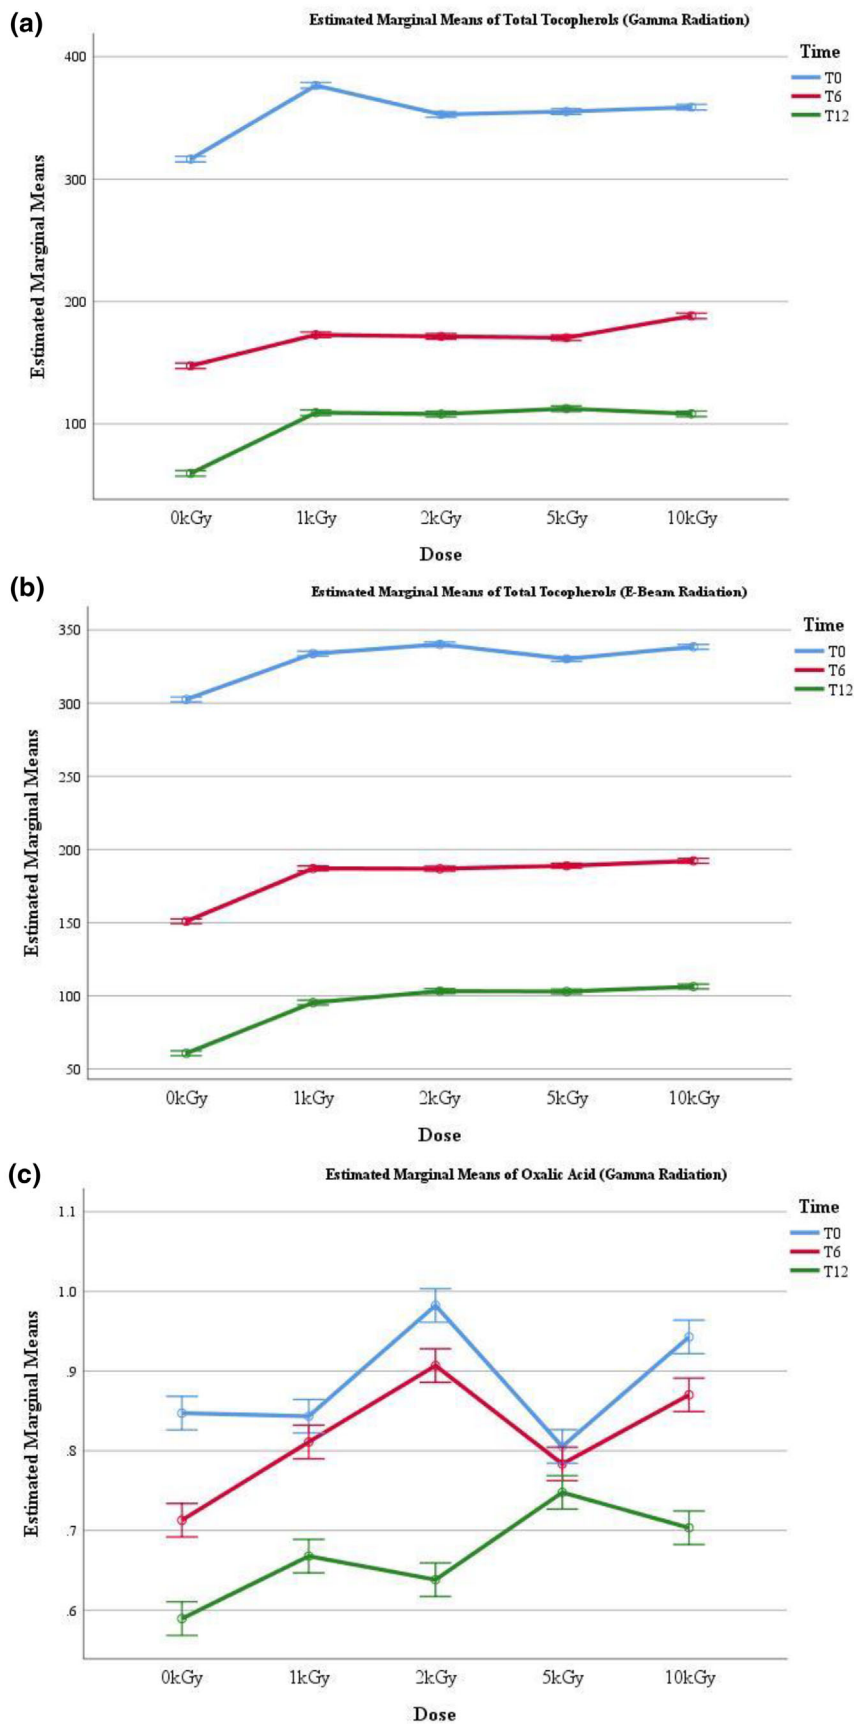 (a)
Estimated Marginal Means of Total Tocopherols (Gamma Radiation)
Time
T0
T6
T12
Estimated Marginal Means
400
300
200
100
0kGy 1kGy 2kGy 5kGy 10kGy
Dose
(b)
Estimated Marginal Means of Total Tocopherols (E-Beam Radiation)
Time
T0
T6
T12
Estimated Marginal Means
350
300
250
200
150
100
50
0kGy 1kGy 2kGy 5kGy 10kGy
Dose
(c)
Estimated Marginal Means of Oxalic Acid (Gamma Radiation)
Time
T0
T6
T12
Estimated Marginal Means
1.1
1.0
.9
.8
.7
.6
0kGy 1kGy 2kGy 5kGy 10kGy
Dose